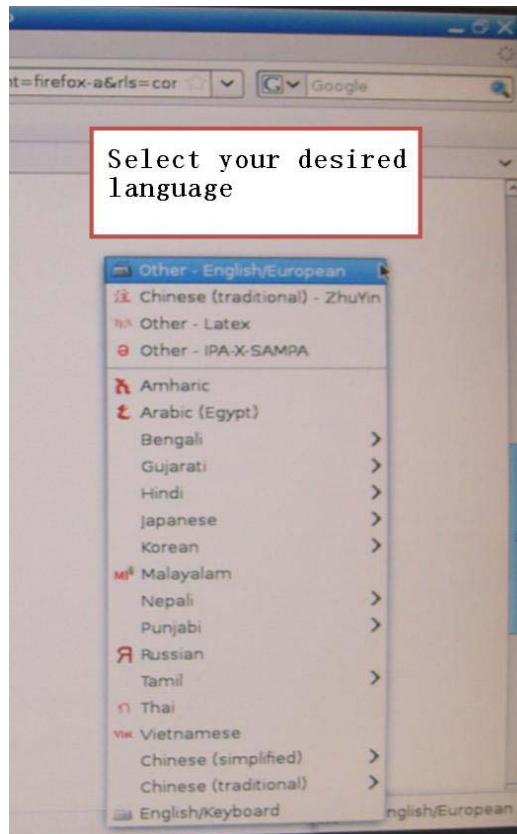 nt=firefox-a&rls=cor
Google
Select your desired
language
Other - English/European
注 Chinese (traditional) - ZhuYin
Other - Latex
ə Other - IPA-X-SAMPA
Amharic
Arabic (Egypt)
Bengali
Gujarati
Hindi
Japanese
Korean
Malayalam
Nepali
Punjabi
Я Russian
Tamil
ก Thai
Vietnamese
Chinese (simplified)
Chinese (traditional)
English/Keyboard
nglish/European